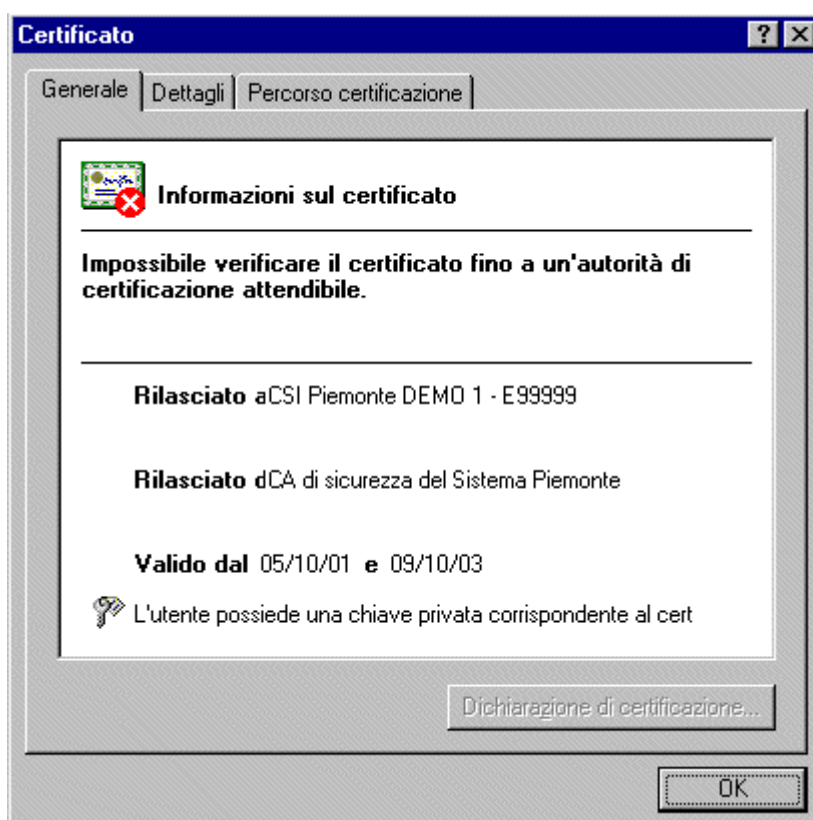 Certificato
Generale Dettagli Percorso certificazione
Informazioni sul certificato
Impossibile verificare il certificato fino a un'autorità di
certificazione attendibile.
Rilasciato aCSI Piemonte DEMO 1 - E99999
Rilasciato dCA di sicurezza del Sistema Piemonte
Valido dal 05/10/01 e 09/10/03
L'utente possiede una chiave privata corrispondente al cert
Dichiarazione di certificazione...
OK